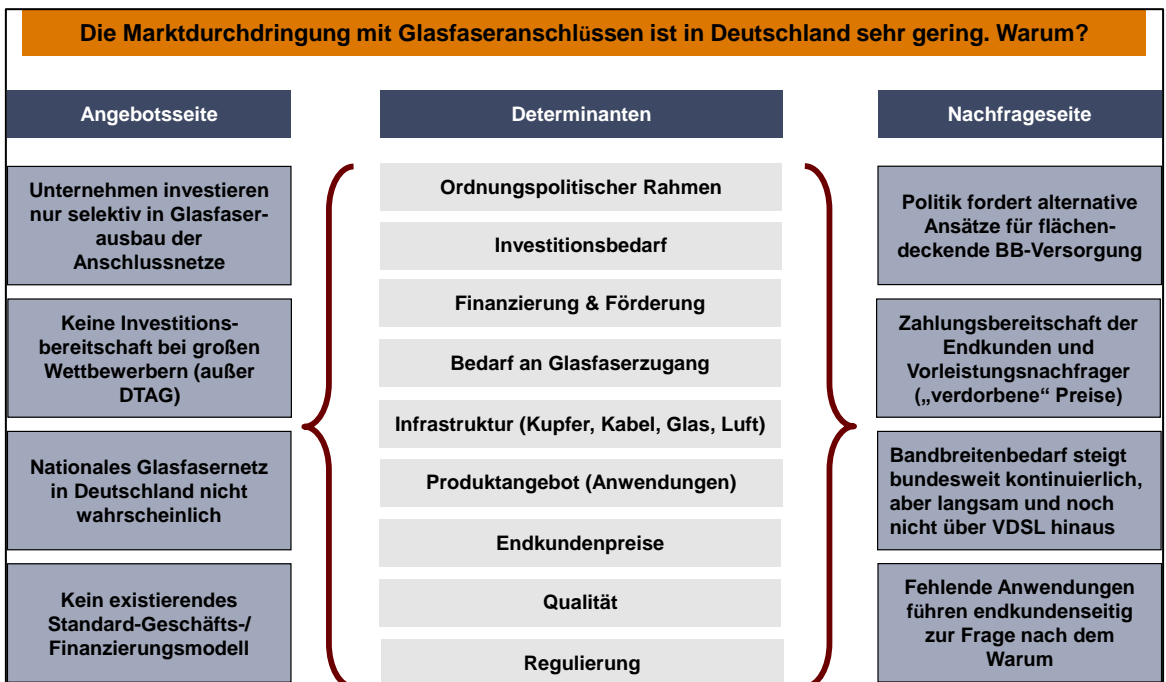 Die Marktdurchdringung mit Glasfaseranschlüssen ist in Deutschland sehr gering. Warum?
Angebotsseite
Unternehmen investieren
nur selektiv in Glasfaser-
ausbau der
Anschlussnetze
Keine Investitions-
bereitschaft bei großen
Wettbewerbern (außer
DTAG)
Nationales Glasfasernetz
in Deutschland nicht
wahrscheinlich
Kein existierendes
Standard-Geschäfts-/
Finanzierungsmodell
Determinanten
Ordnungspolitischer Rahmen
Investitionsbedarf
Finanzierung & Förderung
Bedarf an Glasfaserzugang
Infrastruktur (Kupfer, Kabel, Glas, Luft)
Produktangebot (Anwendungen)
Endkundenpreise
Qualität
Regulierung
Nachfrageseite
Politik fordert alternative
Ansätze für flächen-
deckende BB-Versorgung
Zahlungsbereitschaft der
Endkunden und
Vorleistungsnachfrager
(„verdorbene“ Preise)
Bandbreitenbedarf steigt
bundesweit kontinuierlich,
aber langsam und noch
nicht über VDSL hinaus
Fehlende Anwendungen
führen endkundenseitig
zur Frage nach dem
Warum